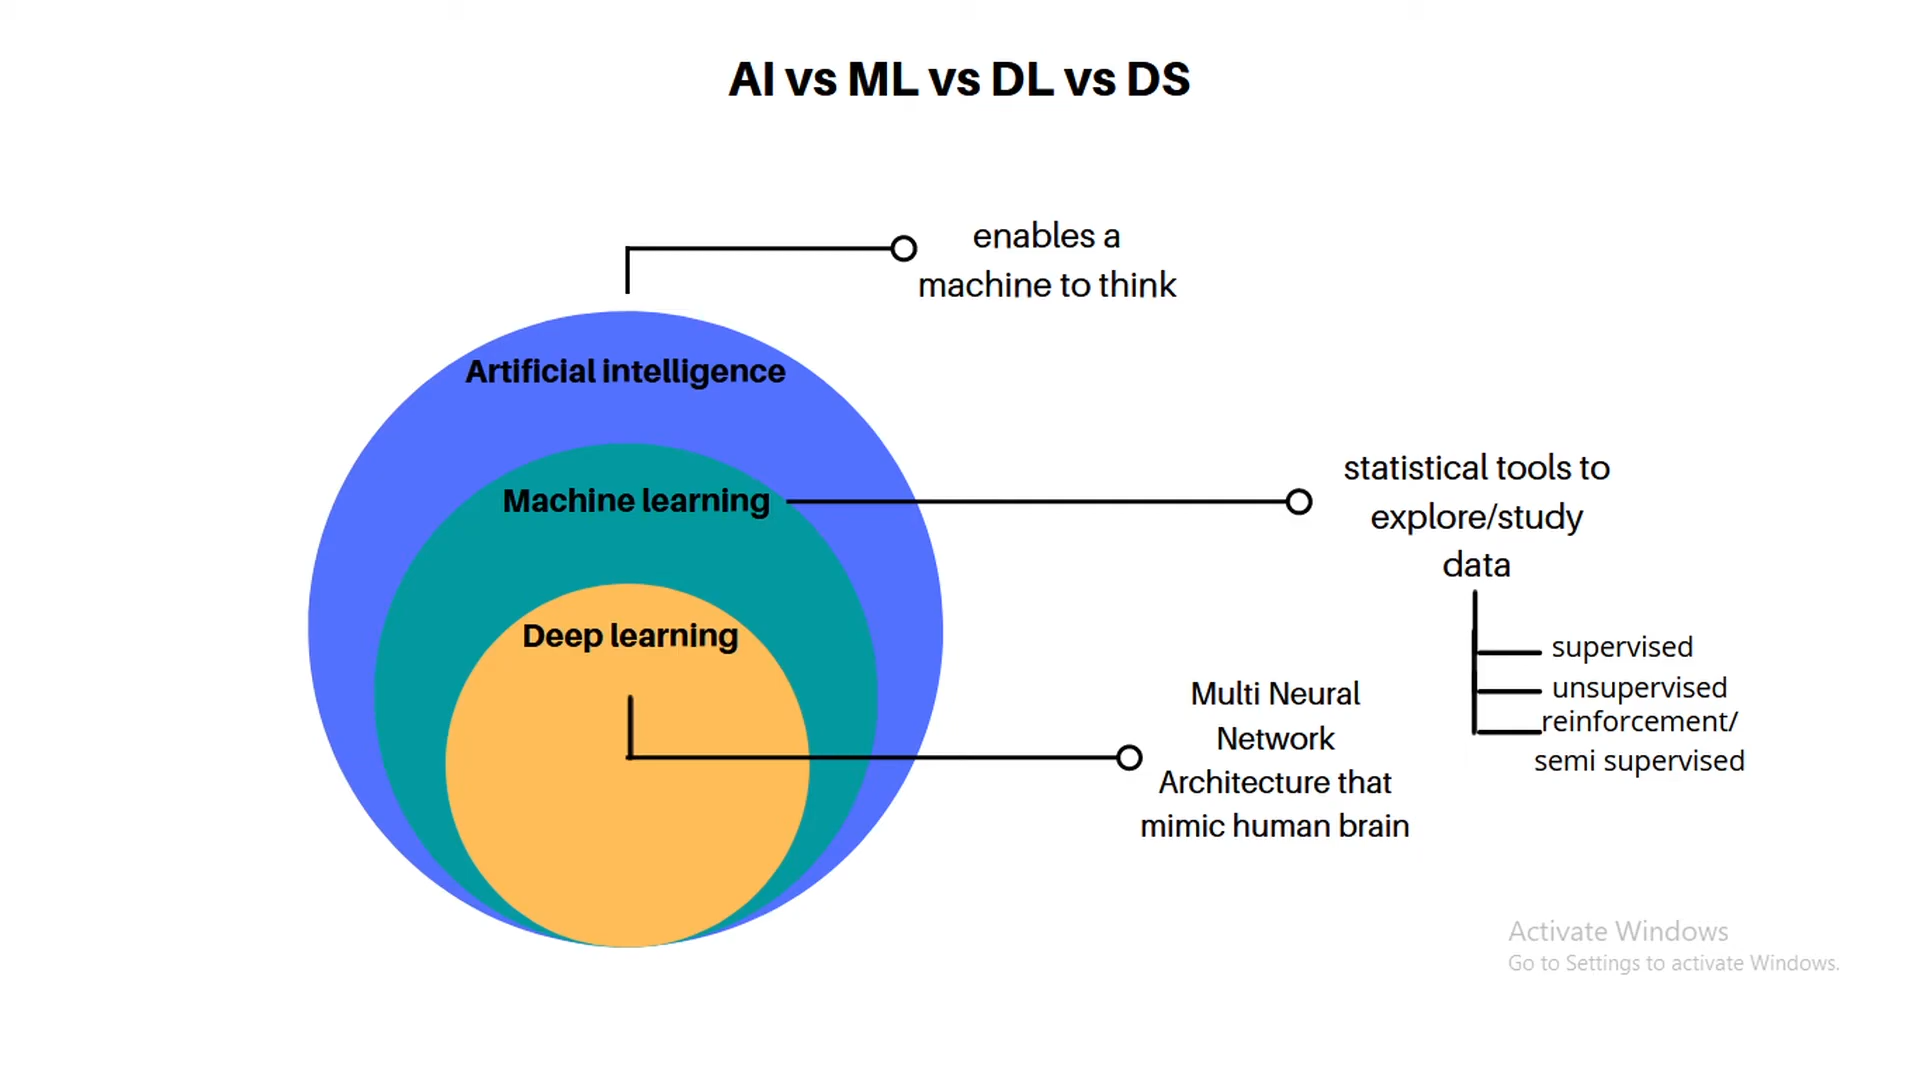 AI vs ML vs DL vs DS
enables a
machine to think
Artificial intelligence
Machine learning
statistical tools to
explore/study
data
supervised
unsupervised
reinforcement/
semi supervised
Deep learning
Multi Neural
Network
Architecture that
mimic human brain
Activate Windows
Go to Settings to activate Windows.